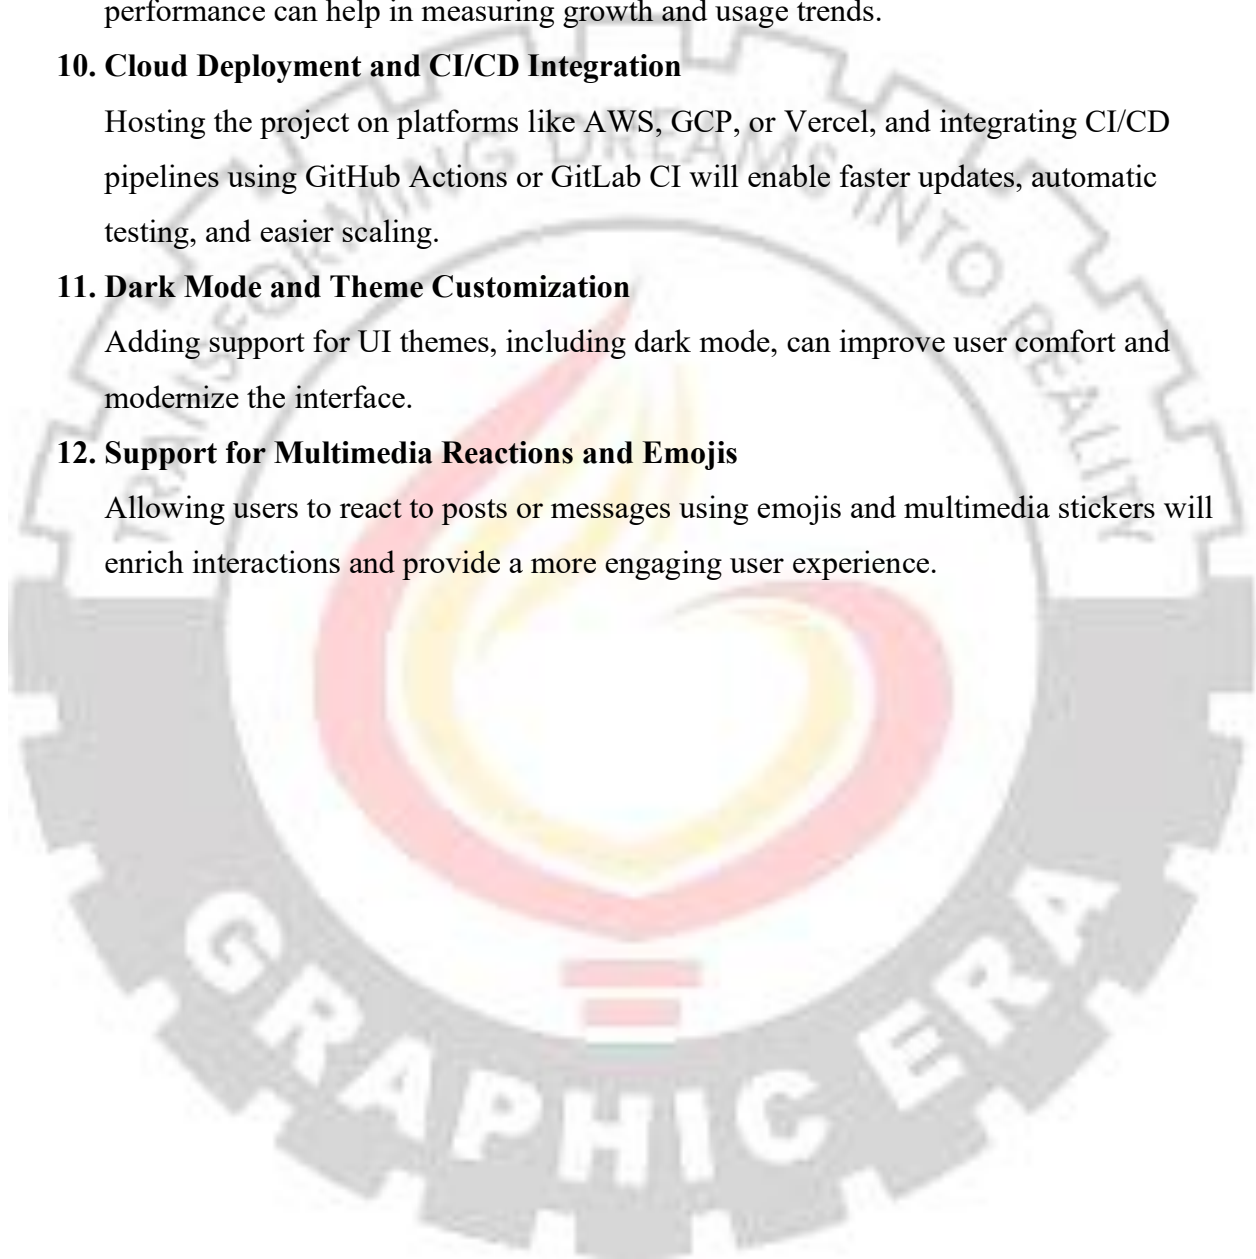 performance can help in measuring growth and usage trends.
10. Cloud Deployment and CI/CD Integration
Hosting the project on platforms like AWS, GCP, or Vercel, and integrating CI/CD
pipelines using GitHub Actions or GitLab CI will enable faster updates, automatic
testing, and easier scaling.
11. Dark Mode and Theme Customization
Adding support for UI themes, including dark mode, can improve user comfort and
modernize the interface.
12. Support for Multimedia Reactions and Emojis
Allowing users to react to posts or messages using emojis and multimedia stickers will
enrich interactions and provide a more engaging user experience.
TRANSFORMING DREAMS INTO REALITY
GRAPHIC ERA